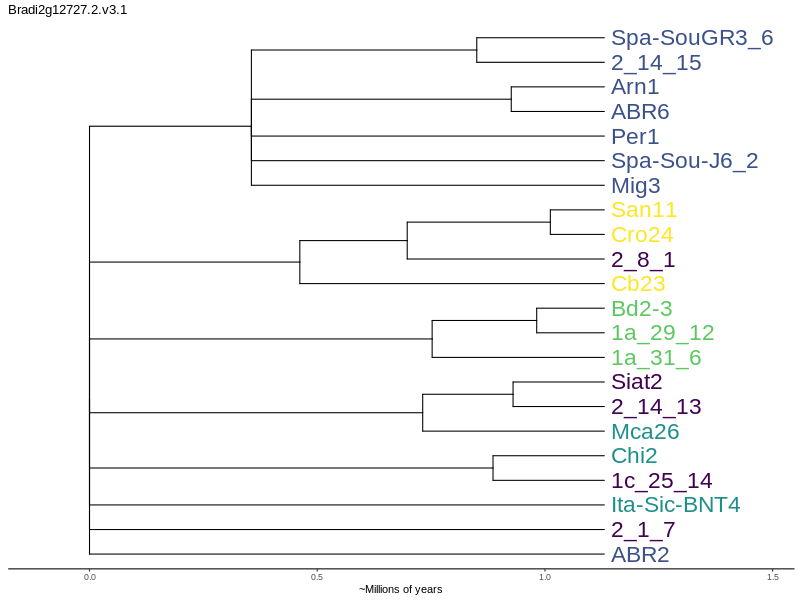 Bradi2g12727.2.v3.1
Spa-SouGR3_6
2_14_15
Arn1
ABR6
Per1
Spa-Sou-J6_2
Mig3
San11
Cro24
2_8_1
Cb23
Bd2-3
1a_29_12
1a_31_6
Siat2
2_14_13
Mca26
Chi2
1c_25_14
Ita-Sic-BNT4
2_1_7
ABR2
0.0 0.5 1.0 1.5
~Millions of years